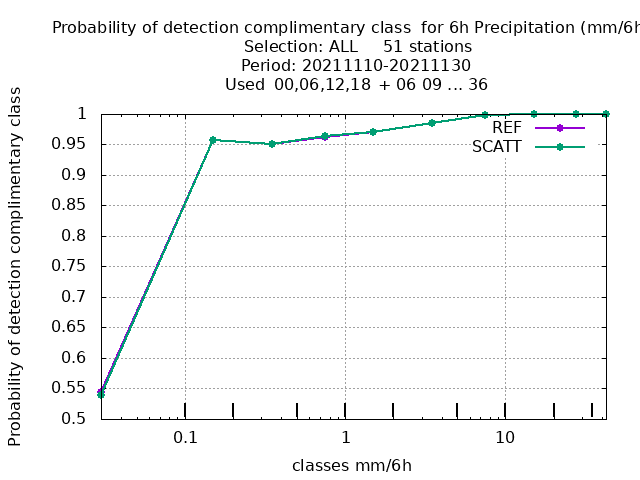 Probability of detection complimentary class  for 6h Precipitation (mm/6h
Selection: ALL     51 stations
Period: 20211110-20211130
Used  00,06,12,18  + 06 09 ... 36
Probability of detection complimentary class
1
0.95
0.9
0.85
0.8
0.75
0.7
0.65
0.6
0.55
0.5
REF
SCATT
0.1
1
10
classes mm/6h